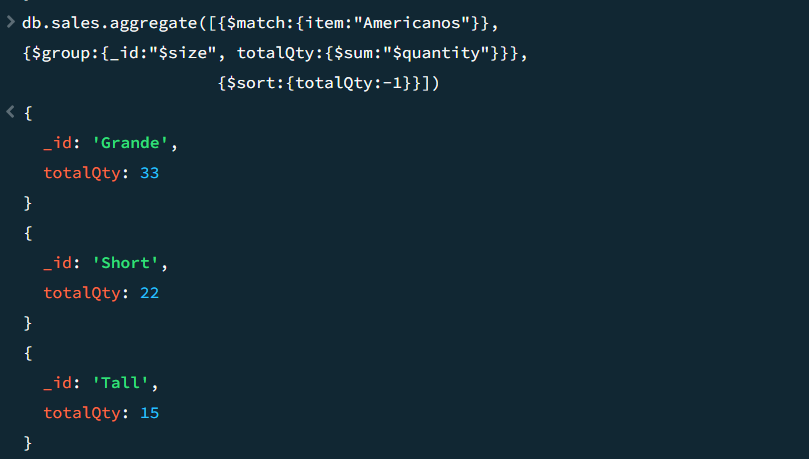 > db.sales.aggregate([{$match:{item:"Americanos"}},
{$group:{_id:"$size", totalQty:{$sum:"$quantity"}}},
{$sort:{totalQty:-1}}])
< {
_id: 'Grande',
totalQty: 33
}
{
_id: 'Short',
totalQty: 22
}
{
_id: 'Tall',
totalQty: 15
}